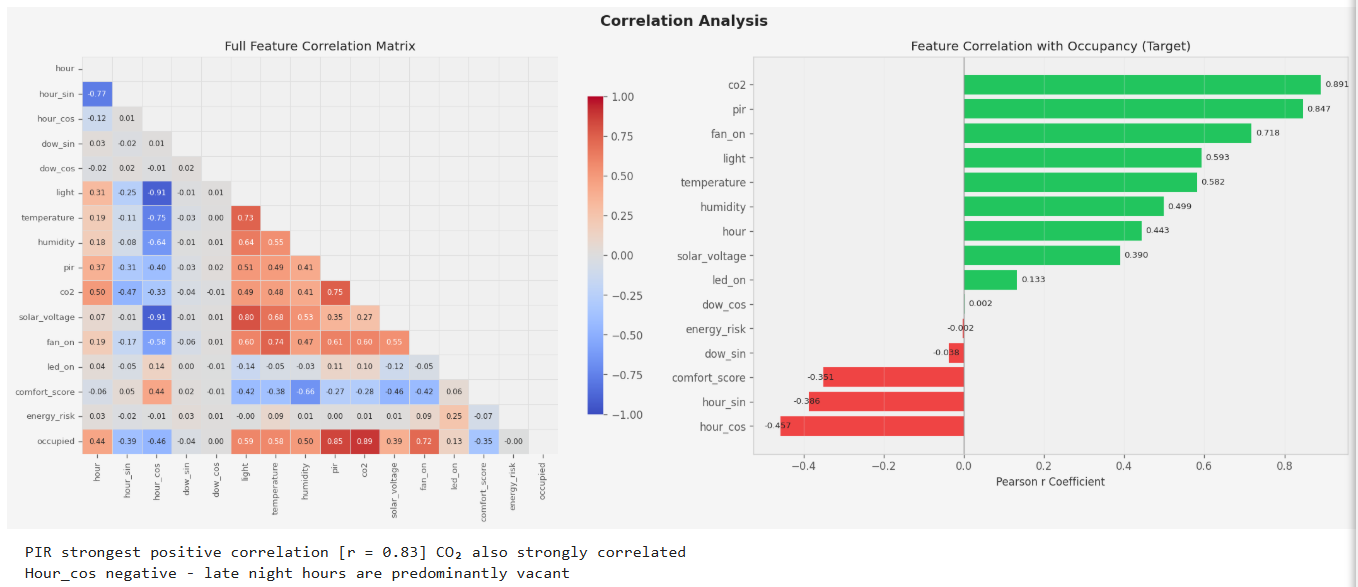 Correlation Analysis
Full Feature Correlation Matrix
hour
hour_sin -0.77
hour_cos -0.12 0.01
dow_sin 0.03 -0.02 0.01
dow_cos -0.02 0.02 -0.01 0.02
light 0.31 -0.25 -0.91 -0.01 0.01
temperature 0.19 -0.11 -0.75 -0.03 0.00 0.73
humidity 0.18 -0.08 -0.64 -0.01 0.01 0.64 0.55
pir 0.37 -0.31 -0.40 -0.03 0.02 0.51 0.49 0.41
co2 0.50 -0.47 -0.33 -0.04 -0.01 0.49 0.48 0.41 0.75
solar_voltage 0.07 -0.01 -0.91 -0.01 0.01 0.80 0.68 0.53 0.35 0.27
fan_on 0.19 -0.17 -0.58 -0.06 0.01 0.60 0.74 0.47 0.61 0.60 0.55
led_on 0.04 -0.05 0.14 0.00 -0.01 -0.14 -0.05 -0.03 0.11 0.10 -0.12 -0.05
comfort_score -0.06 0.05 0.44 0.02 -0.01 -0.42 -0.38 -0.66 -0.27 -0.28 -0.46 -0.42 0.06
energy_risk 0.03 -0.02 -0.01 0.03 0.01 -0.00 0.09 0.01 0.00 0.01 0.01 0.09 0.25 -0.07
occupied 0.44 -0.39 -0.46 -0.04 0.00 0.59 0.58 0.50 0.85 0.89 0.39 0.72 0.13 -0.35 -0.00
hour hour_sin hour_cos dow_sin dow_cos light temperature humidity pir co2 solar_voltage fan_on led_on comfort_score energy_risk occupied
1.00
0.75
0.50
0.25
0.00
−0.25
−0.50
−0.75
−1.00
Feature Correlation with Occupancy (Target)
co2 0.891
pir 0.847
fan_on 0.718
light 0.593
temperature 0.582
humidity 0.499
hour 0.443
solar_voltage 0.390
led_on 0.133
dow_cos 0.002
energy_risk -0.002
dow_sin -0.038
comfort_score -0.351
hour_sin -0.386
hour_cos -0.457
−0.4 −0.2 0.0 0.2 0.4 0.6 0.8
Pearson r Coefficient
PIR strongest positive correlation [r = 0.83] CO₂ also strongly correlated
Hour_cos negative - late night hours are predominantly vacant